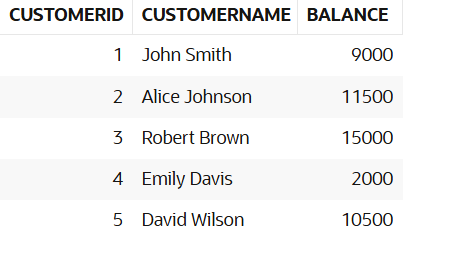 CUSTOMERID CUSTOMERNAME BALANCE
1 John Smith 9000
2 Alice Johnson 11500
3 Robert Brown 15000
4 Emily Davis 2000
5 David Wilson 10500